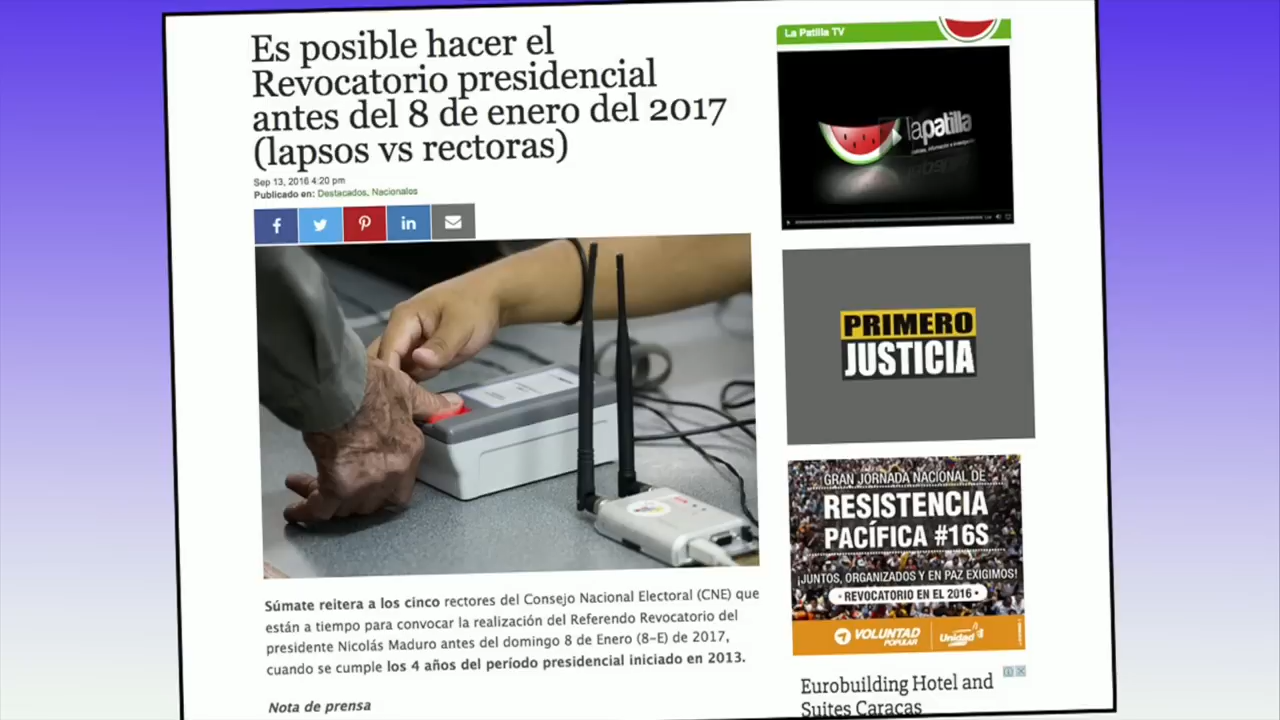 Es posible hacer el
Revocatorio presidencial
antes del 8 de enero del 2017
(lapsos vs rectoras)
Sep 13, 2016 4:20 pm
Publicado en: Destacados, Nacionales
Súmate reitera a los cinco rectores del Consejo Nacional Electoral (CNE) que
están a tiempo para convocar la realización del Referendo Revocatorio del
presidente Nicolás Maduro antes del domingo 8 de Enero (8-E) de 2017,
cuando se cumple los 4 años del período presidencial iniciado en 2013.
Nota de prensa
La Patilla TV
lapatilla
PRIMERO
JUSTICIA
GRAN JORNADA NACIONAL DE
RESISTENCIA
PACÍFICA #16S
¡JUNTOS, ORGANIZADOS Y EN PAZ EXIGIMOS!
• REVOCATORIO EN EL 2016 •
VOLUNTAD
POPULAR
Unidad
Eurobuilding Hotel and
Suites Caracas